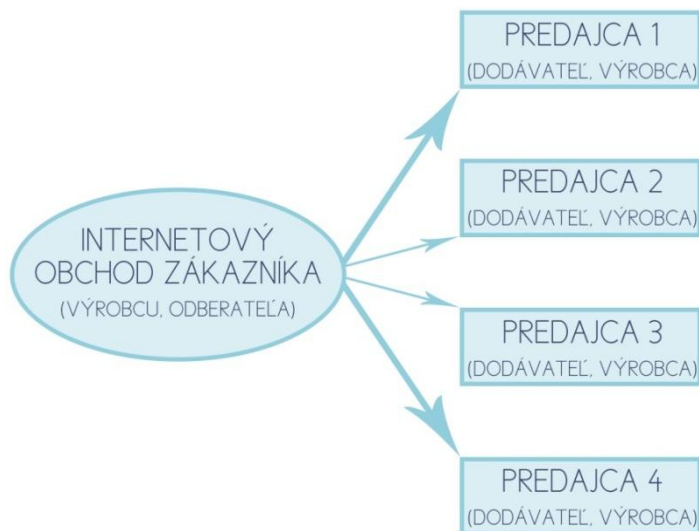 PREDAJCA 1
(DODÁVATEĽ, VÝROBCA)
PREDAJCA 2
(DODÁVATEĽ, VÝROBCA)
INTERNETOVÝ
OBCHOD ZÁKAZNÍKA
(VÝROBCU, ODBERATEĽA)
PREDAJCA 3
(DODÁVATEĽ, VÝROBCA)
PREDAJCA 4
(DODÁVATEĽ, VÝROBCA)